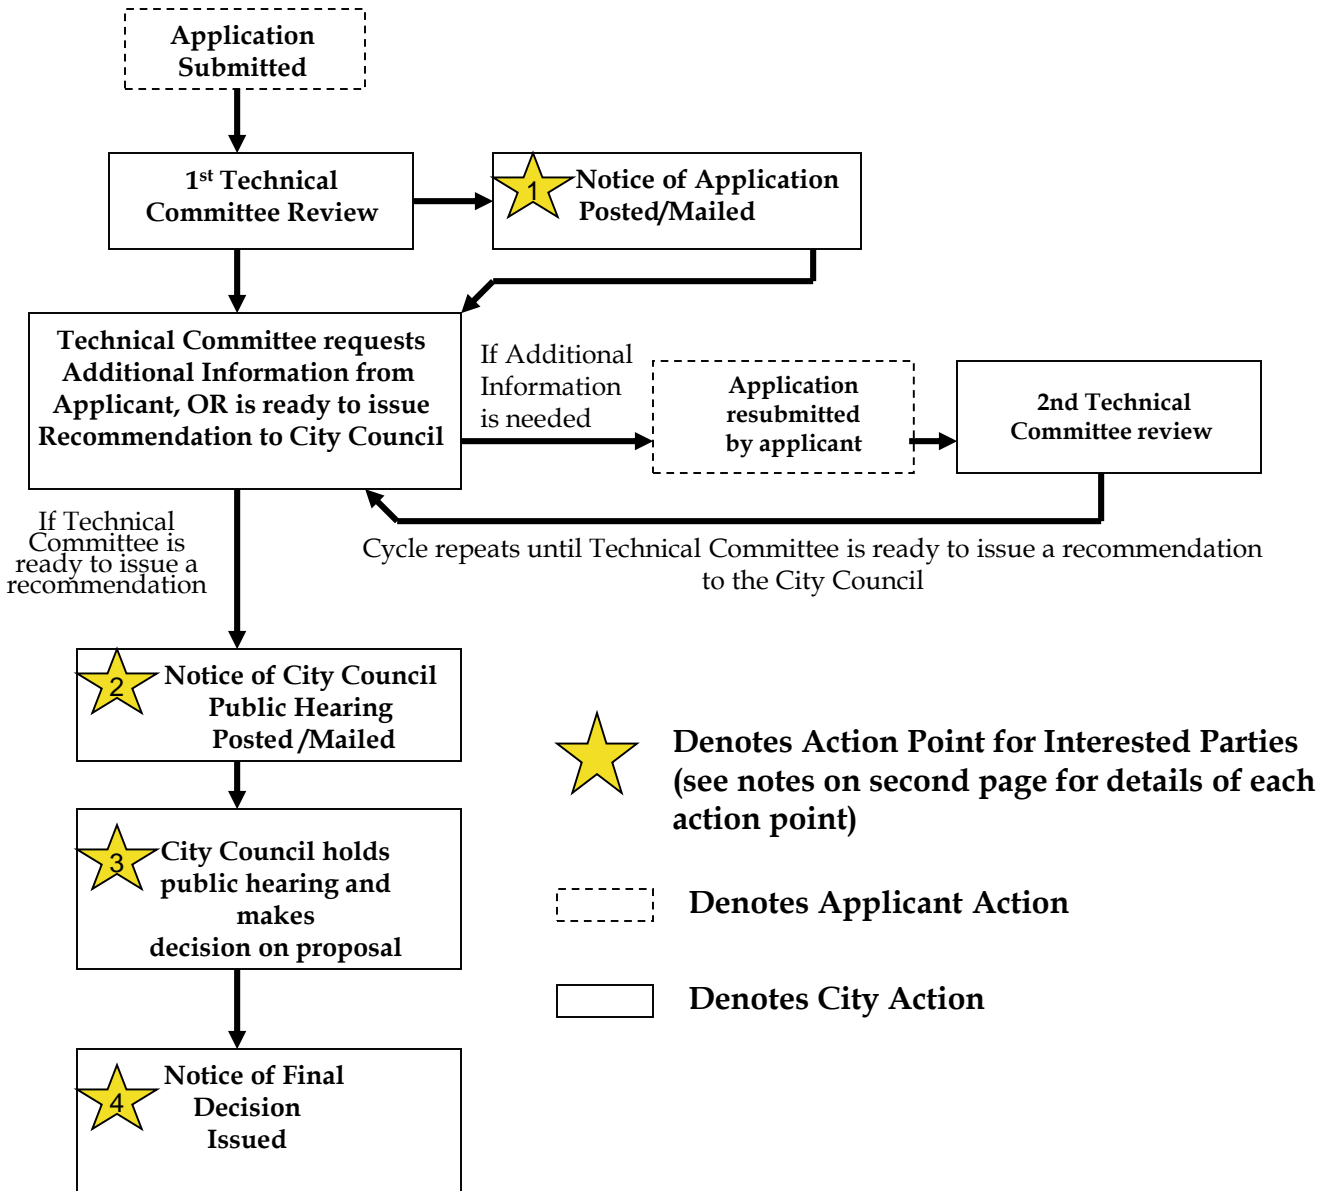 Application
Submitted
1st Technical
Committee Review
1
Notice of Application
Posted/Mailed
Technical Committee requests
Additional Information from
Applicant, OR is ready to issue
Recommendation to City Council
If Additional
Information
is needed
Application
resubmitted
by applicant
2nd Technical
Committee review
If Technical
Committee is
ready to issue a
recommendation
Cycle repeats until Technical Committee is ready to issue a recommendation
to the City Council
2
Notice of City Council
Public Hearing
Posted /Mailed
3
City Council holds
public hearing and
makes
decision on proposal
4
Notice of Final
Decision
Issued
Denotes Action Point for Interested Parties
(see notes on second page for details of each
action point)
Denotes Applicant Action
Denotes City Action